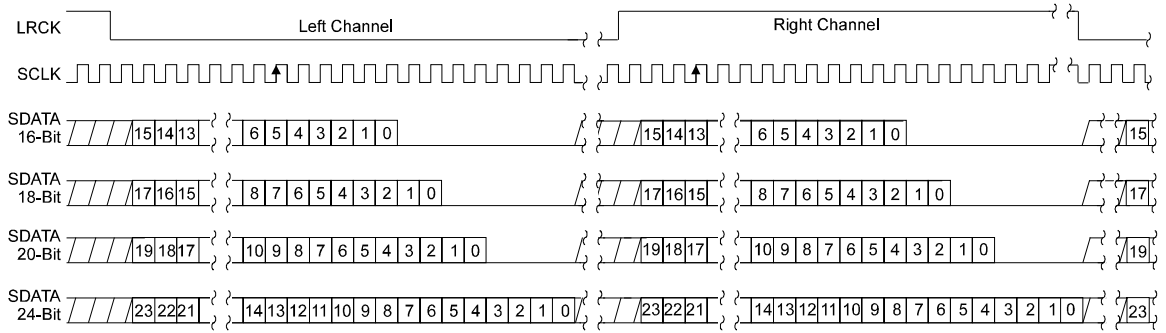 LRCK Left Channel Right Channel
SCLK
SDATA
16-Bit 15 14 13 6 5 4 3 2 1 0 15 14 13 6 5 4 3 2 1 0 15
SDATA
18-Bit 17 16 15 8 7 6 5 4 3 2 1 0 17 16 15 8 7 6 5 4 3 2 1 0 17
SDATA
20-Bit 19 18 17 10 9 8 7 6 5 4 3 2 1 0 19 18 17 10 9 8 7 6 5 4 3 2 1 0 19
SDATA
24-Bit 23 22 21 14 13 12 11 10 9 8 7 6 5 4 3 2 1 0 23 22 21 14 13 12 11 10 9 8 7 6 5 4 3 2 1 0 23